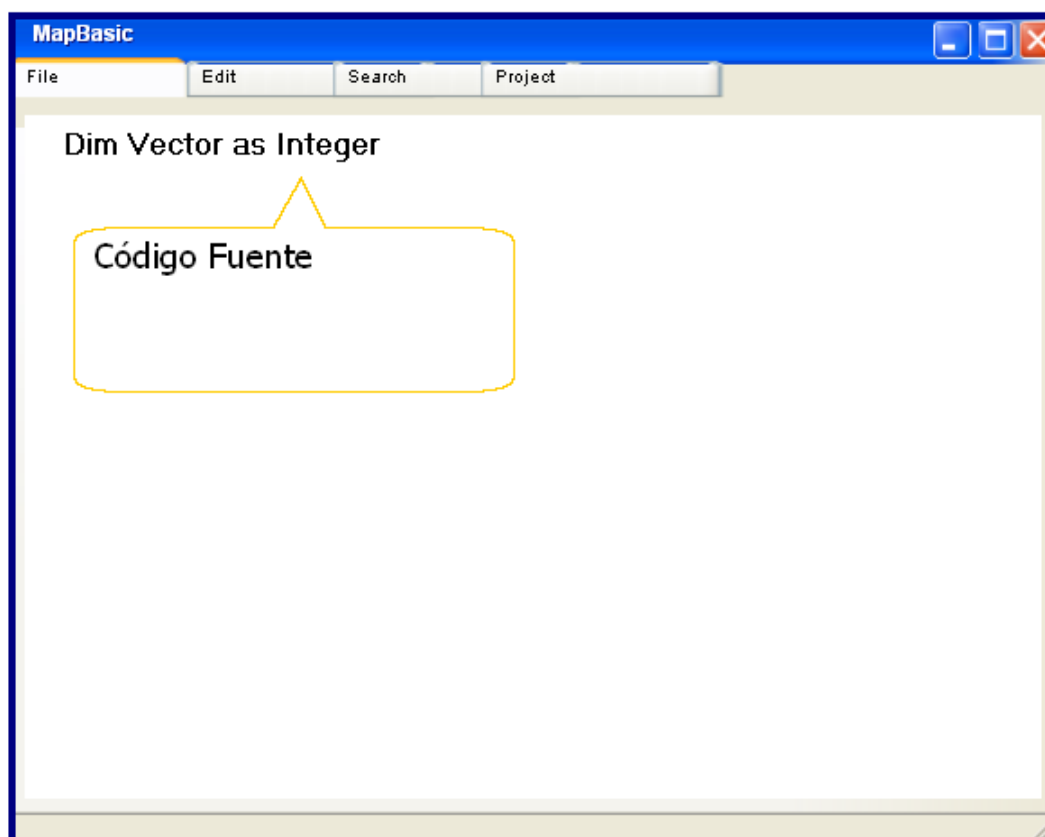 MapBasic
File Edit Search Project
Dim Vector as Integer
Código Fuente